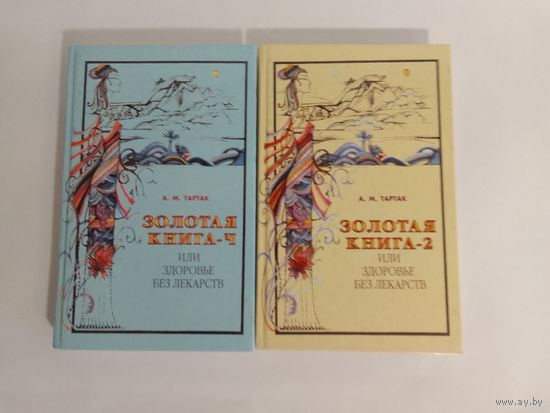 А. М. ТАРТАК
ЗОЛОТАЯ
КНИГА-4
ИЛИ
ЗДОРОВЬЕ
БЕЗ ЛЕКАРСТВ
А. М. ТАРТАК
ЗОЛОТАЯ
КНИГА-2
ИЛИ
ЗДОРОВЬЕ
БЕЗ ЛЕКАРСТВ
www.ay.by